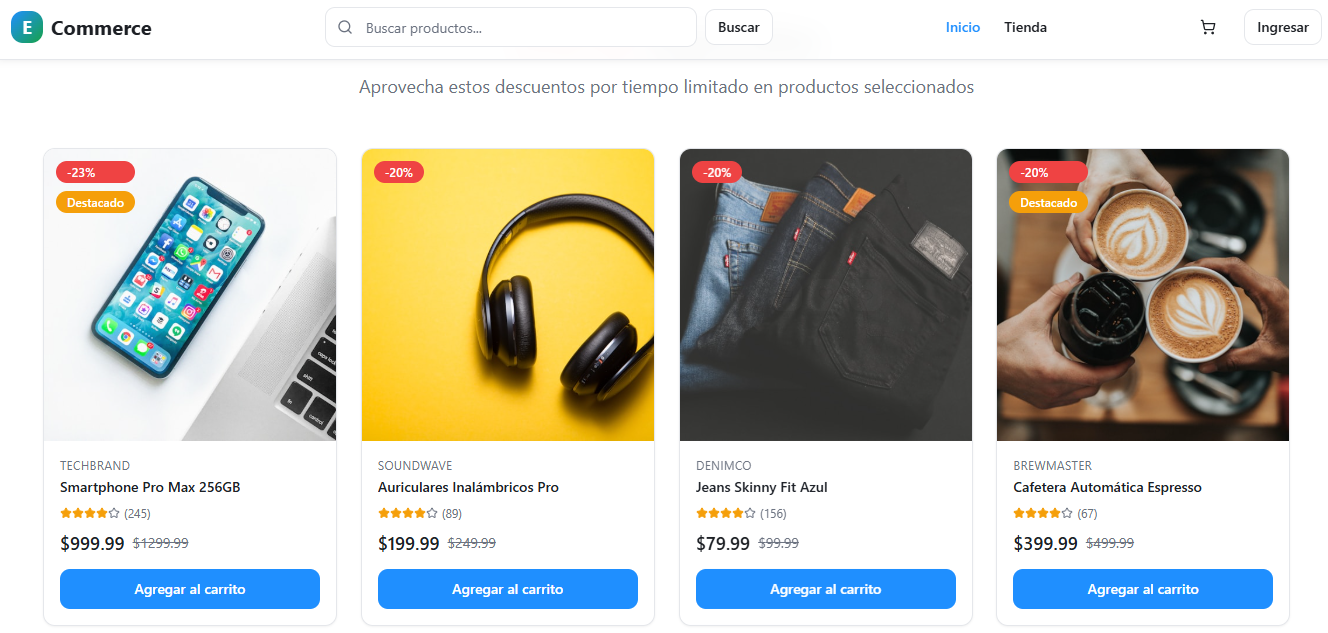 E Commerce
Buscar productos...
Buscar
Inicio
Tienda
Ingresar
Aprovecha estos descuentos por tiempo limitado en productos seleccionados
-23%
Destacado
TECHBRAND
Smartphone Pro Max 256GB
(245)
$999.99 $1299.99
Agregar al carrito
-20%
SOUNDWAVE
Auriculares Inalámbricos Pro
(89)
$199.99 $249.99
Agregar al carrito
-20%
DENIMCO
Jeans Skinny Fit Azul
(156)
$79.99 $99.99
Agregar al carrito
-20%
Destacado
BREWMASTER
Cafetera Automática Espresso
(67)
$399.99 $499.99
Agregar al carrito